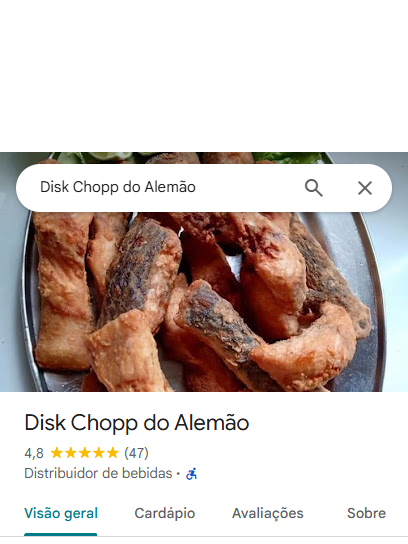 Disk Chopp do Alemão
Disk Chopp do Alemão
4,8 ★★★★★ (47)
Distribuidor de bebidas ·
Visão geral Cardápio Avaliações Sobre